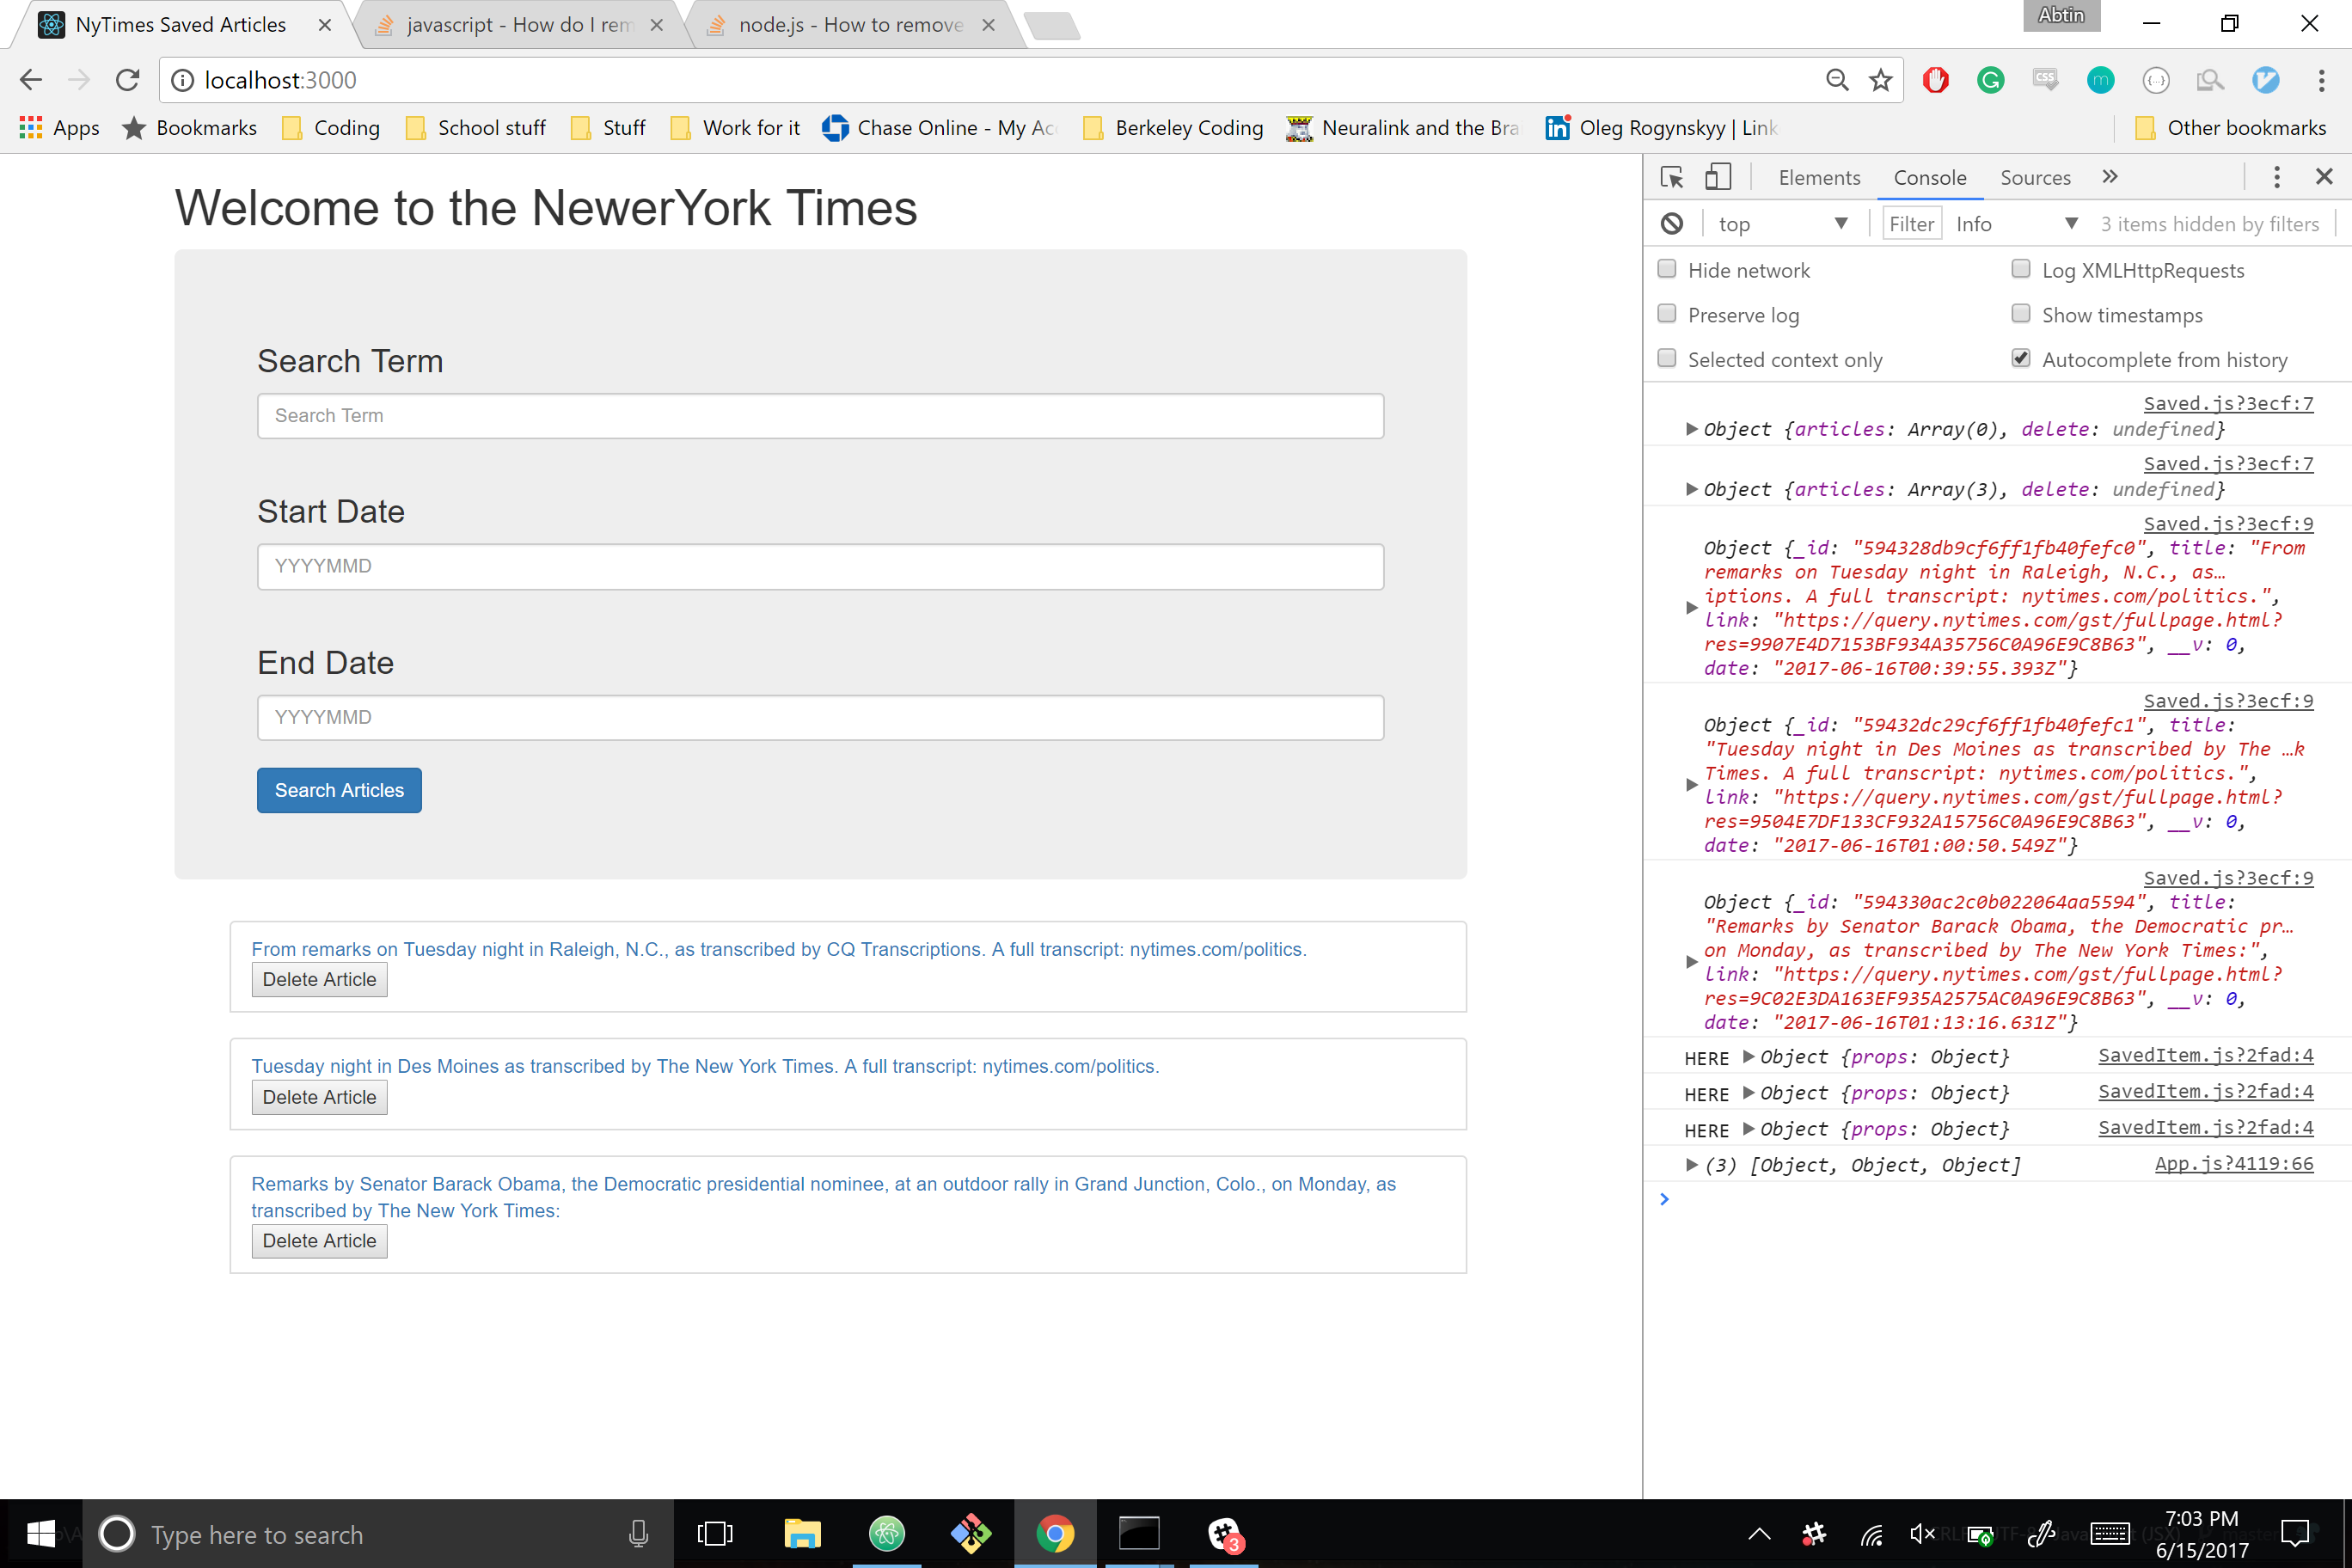 NyTimes Saved Articles
javascript - How do I rem
node.js - How to remove
Abtin
localhost:3000
Apps
Bookmarks
Coding
School stuff
Stuff
Work for it
Chase Online - My Ac
Berkeley Coding
Neuralink and the Bra
Oleg Rogynskyy | Link
Other bookmarks
Welcome to the NewerYork Times
Search Term
Search Term
Start Date
YYYYMMD
End Date
YYYYMMD
Search Articles
From remarks on Tuesday night in Raleigh, N.C., as transcribed by CQ Transcriptions. A full transcript: nytimes.com/politics.
Delete Article
Tuesday night in Des Moines as transcribed by The New York Times. A full transcript: nytimes.com/politics.
Delete Article
Remarks by Senator Barack Obama, the Democratic presidential nominee, at an outdoor rally in Grand Junction, Colo., on Monday, as
transcribed by The New York Times:
Delete Article
Elements Console Sources
top Filter Info 3 items hidden by filters
Hide network Log XMLHttpRequests
Preserve log Show timestamps
Selected context only Autocomplete from history
Saved.js?3ecf:7
Object {articles: Array(0), delete: undefined}
Saved.js?3ecf:7
Object {articles: Array(3), delete: undefined}
Saved.js?3ecf:9
Object {_id: "594328db9cf6ff1fb40fefc0", title: "From
remarks on Tuesday night in Raleigh, N.C., as…
iptions. A full transcript: nytimes.com/politics.",
link: "https://query.nytimes.com/gst/fullpage.html?
res=9907E4D7153BF934A35756C0A96E9C8B63", __v: 0,
date: "2017-06-16T00:39:55.393Z"}
Saved.js?3ecf:9
Object {_id: "59432dc29cf6ff1fb40fefc1", title:
"Tuesday night in Des Moines as transcribed by The …k
Times. A full transcript: nytimes.com/politics.",
link: "https://query.nytimes.com/gst/fullpage.html?
res=9504E7DF133CF932A15756C0A96E9C8B63", __v: 0,
date: "2017-06-16T01:00:50.549Z"}
Saved.js?3ecf:9
Object {_id: "594330ac2c0b022064aa5594", title:
"Remarks by Senator Barack Obama, the Democratic pr…
on Monday, as transcribed by The New York Times:",
link: "https://query.nytimes.com/gst/fullpage.html?
res=9C02E3DA163EF935A2575AC0A96E9C8B63", __v: 0,
date: "2017-06-16T01:13:16.631Z"}
HERE Object {props: Object} SavedItem.js?2fad:4
HERE Object {props: Object} SavedItem.js?2fad:4
HERE Object {props: Object} SavedItem.js?2fad:4
(3) [Object, Object, Object] App.js?4119:66
Type here to search
3
7:03 PM
6/15/2017